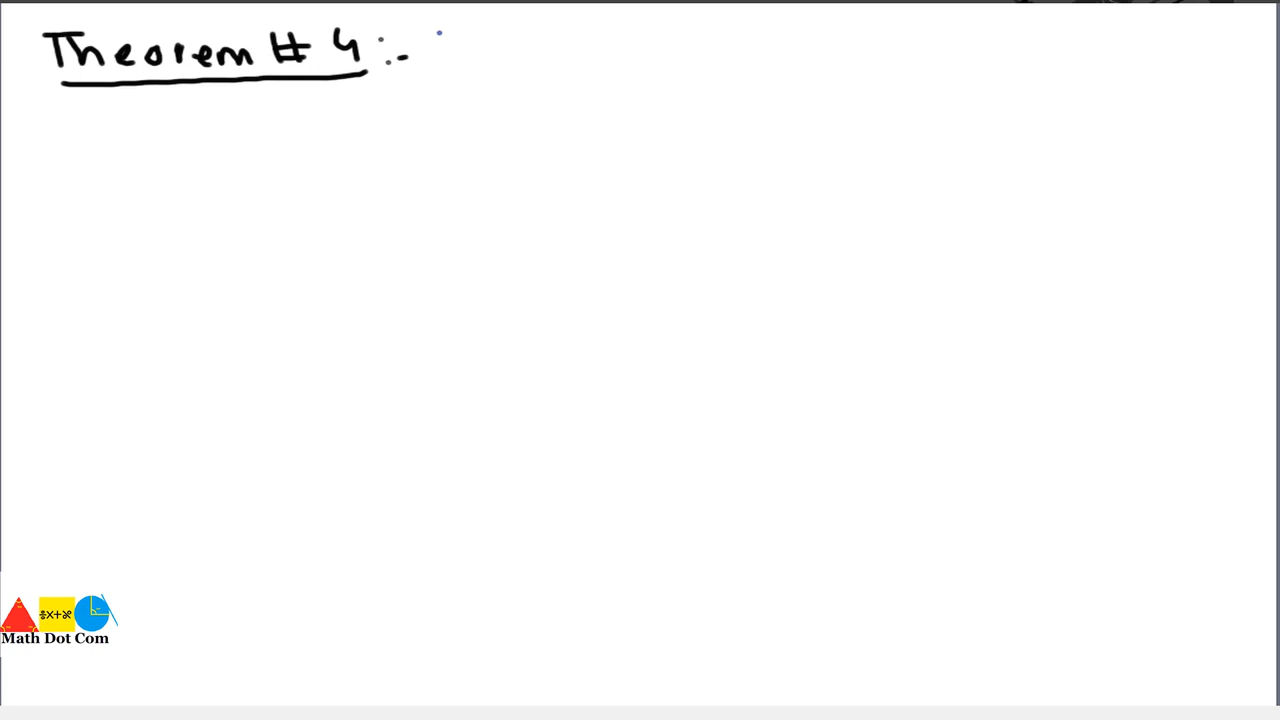 Theorem # 4 :-
÷x+
Math Dot Com